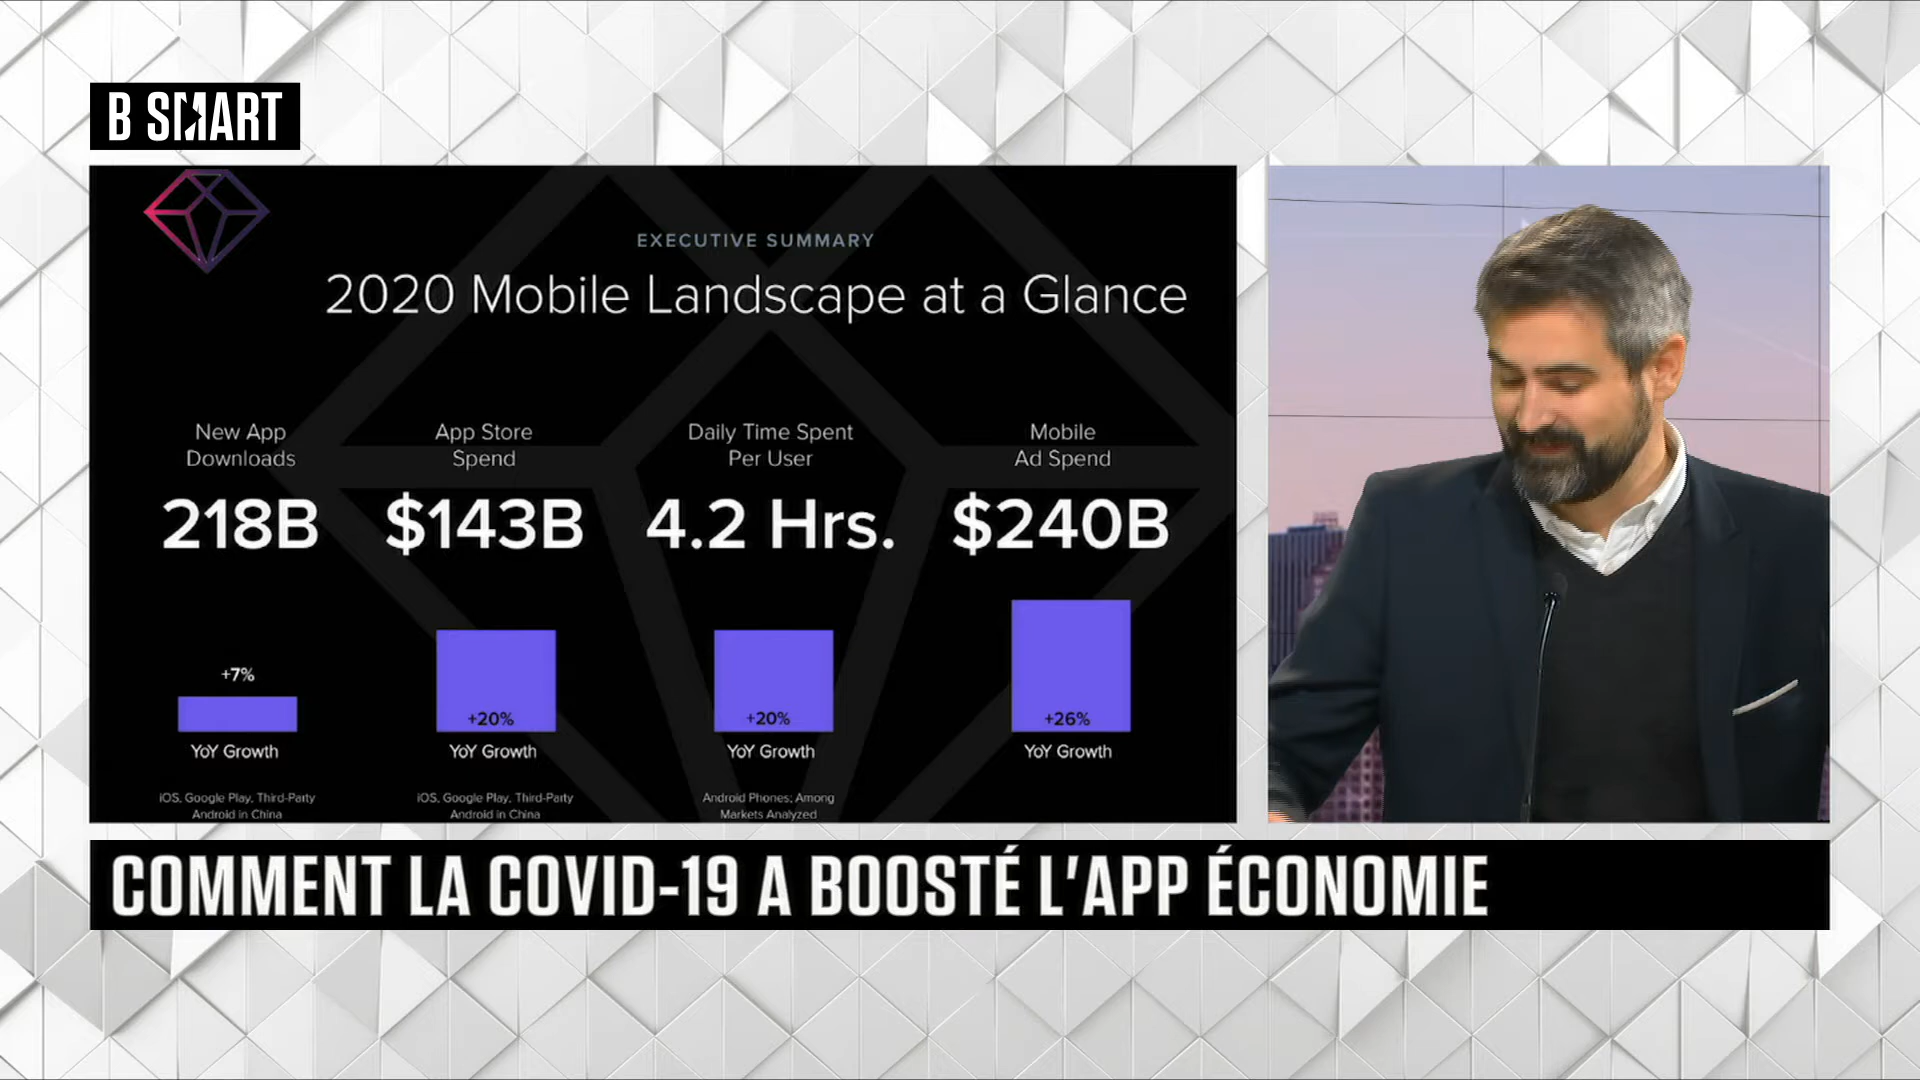 B SMART
EXECUTIVE SUMMARY
2020 Mobile Landscape at a Glance
New App
Downloads
218B
+7%
YoY Growth
iOS, Google Play, Third-Party
Android in China
App Store
Spend
$143B
+20%
YoY Growth
iOS, Google Play, Third-Party
Android in China
Daily Time Spent
Per User
4.2 Hrs.
+20%
YoY Growth
Android Phones; Among
Markets Analyzed
Mobile
Ad Spend
$240B
+26%
YoY Growth
COMMENT LA COVID-19 A BOOSTÉ L'APP ÉCONOMIE